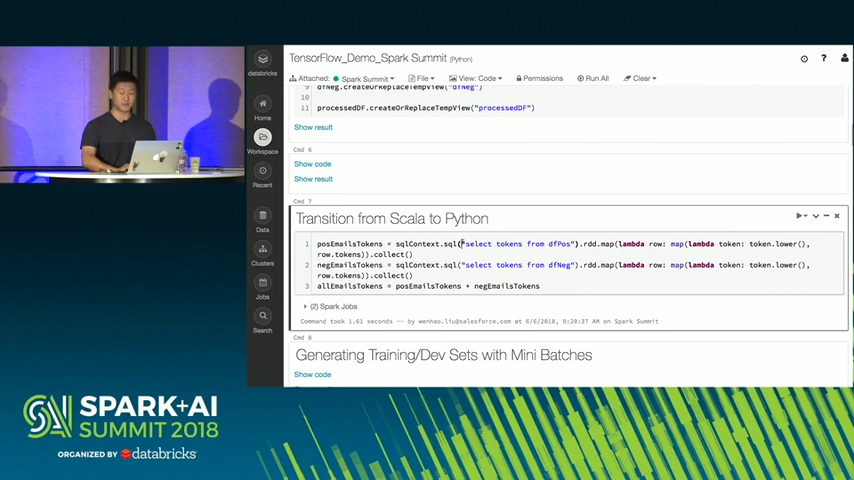 TensorFlow_Demo_Spark Summit (Python)
databricks
Attached: Spark Summit File View: Code Permissions Run All Clear
9 dfNeg.createOrReplaceTempView("dfNeg")
10
11 processedDF.createOrReplaceTempView("processedDF")
Show result
Home
Cmd 6
Show code
Workspace
Show result
Recent
Cmd 7
Transition from Scala to Python
Data
1 posEmailsTokens = sqlContext.sql("select tokens from dfPos").rdd.map(lambda row: map(lambda token: token.lower(),
row.tokens)).collect()
Clusters
2 negEmailsTokens = sqlContext.sql("select tokens from dfNeg").rdd.map(lambda row: map(lambda token: token.lower(),
row.tokens)).collect()
3 allEmailsTokens = posEmailsTokens + negEmailsTokens
Jobs
(2) Spark Jobs
Command took 1.61 seconds -- by wenhao.liu@salesforce.com at 6/6/2018, 9:28:37 AM on Spark Summit
Search
Cmd 8
Generating Training/Dev Sets with Mini Batches
Show code
SPARK+AI
SUMMIT 2018
ORGANIZED BY databricks